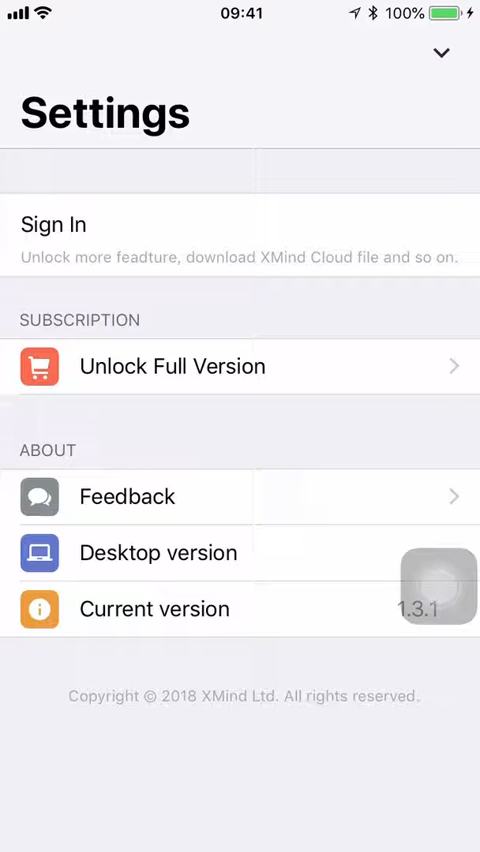 09:41
100%
Settings
Sign In
Unlock more feadture, download XMind Cloud file and so on.
SUBSCRIPTION
Unlock Full Version
ABOUT
Feedback
Desktop version
Current version 1.3.1
Copyright © 2018 XMind Ltd. All rights reserved.